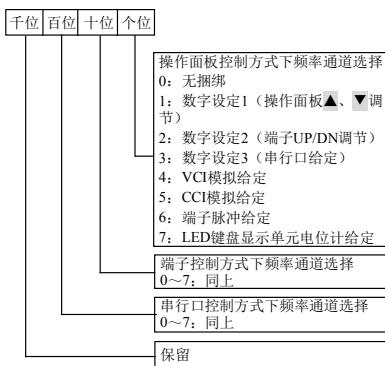 千位 百位 十位 个位
操作面板控制方式下频率通道选择
0：无捆绑
1：数字设定1（操作面板▲、▼调
节）
2：数字设定2（端子UP/DN调节）
3：数字设定3（串行口给定）
4：VCI模拟给定
5：CCI模拟给定
6：端子脉冲给定
7：LED键盘显示单元电位计给定
端子控制方式下频率通道选择
0～7：同上
串行口控制方式下频率通道选择
0～7：同上
保留